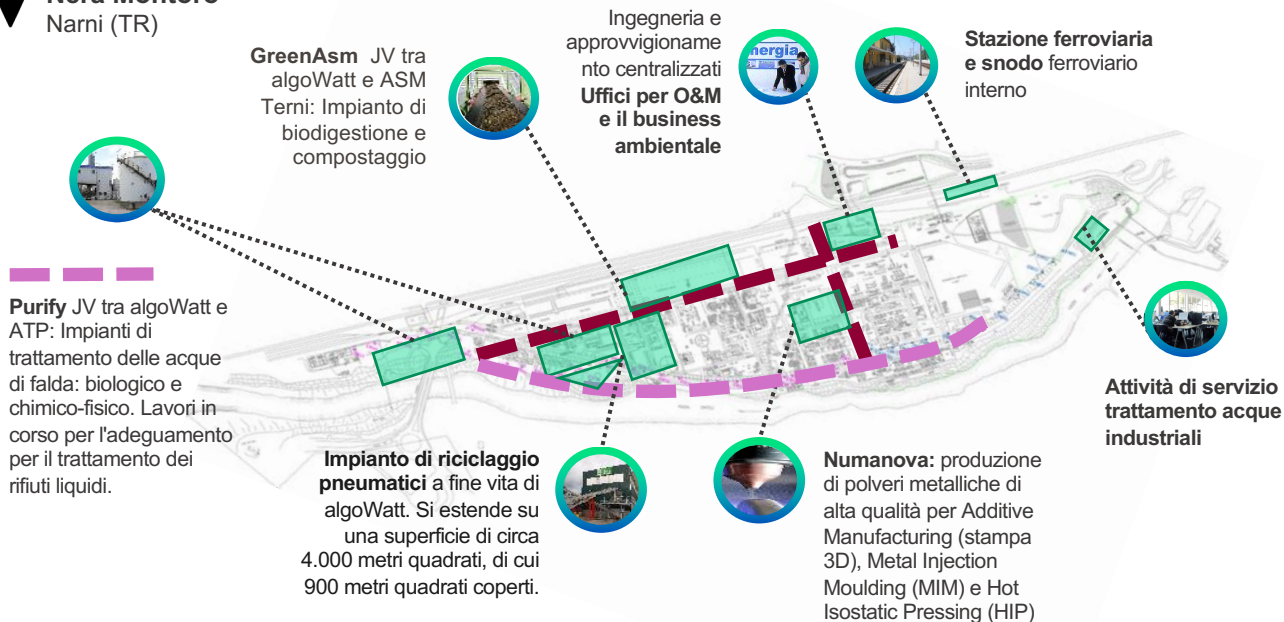 Nera Montoro
Narni (TR)
GreenAsm JV tra
algoWatt e ASM
Terni: Impianto di
biodigestione e
compostaggio
Ingegneria e
approvvigioname
nto centralizzati
Uffici per O&M
e il business
ambientale
nergia
Stazione ferroviaria
e snodo ferroviario
interno
Purify JV tra algoWatt e
ATP: Impianti di
trattamento delle acque
di falda: biologico e
chimico-fisico. Lavori in
corso per l'adeguamento
per il trattamento dei
rifiuti liquidi.
Impianto di riciclaggio
pneumatici a fine vita di
algoWatt. Si estende su
una superficie di circa
4.000 metri quadrati, di cui
900 metri quadrati coperti.
Numanova: produzione
di polveri metalliche di
alta qualità per Additive
Manufacturing (stampa
3D), Metal Injection
Moulding (MIM) e Hot
Isostatic Pressing (HIP)
Attività di servizio
trattamento acque
industriali